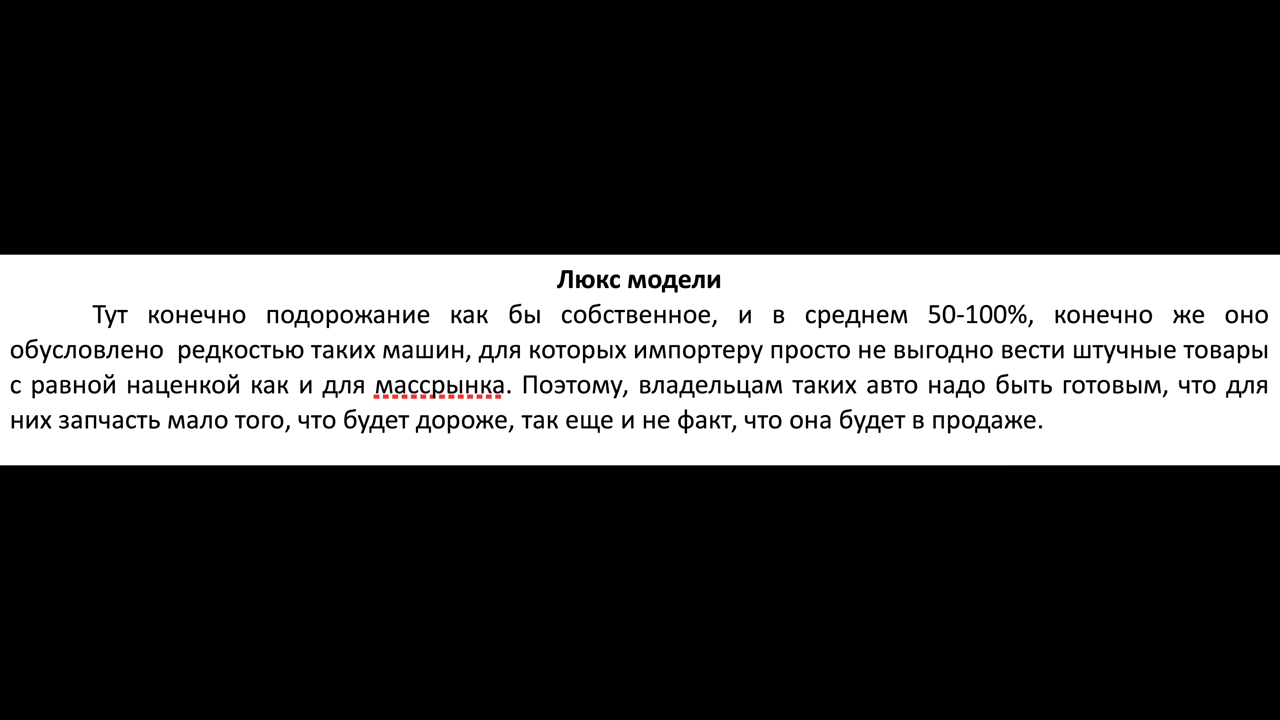 Люкс модели
Тут конечно подорожание как бы собственное, и в среднем 50-100%, конечно же оно
обусловлено  редкостью таких машин, для которых импортеру просто не выгодно вести штучные товары
с равной наценкой как и для массрынка. Поэтому, владельцам таких авто надо быть готовым, что для
них запчасть мало того, что будет дороже, так еще и не факт, что она будет в продаже.